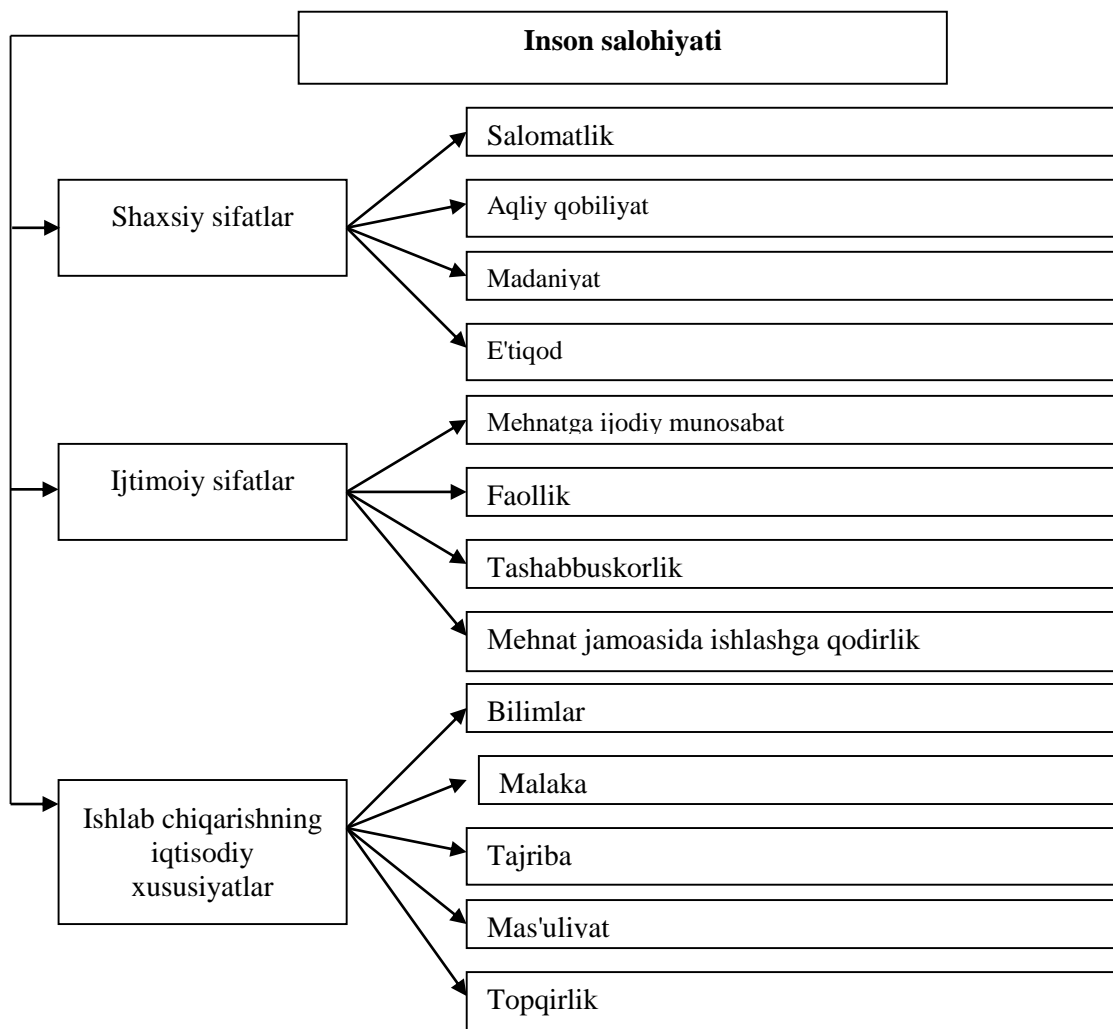 Inson salohiyati
Shaxsiy sifatlar
Salomatlik
Aqliy qobiliyat
Madaniyat
E'tiqod
Ijtimoiy sifatlar
Mehnatga ijodiy munosabat
Faollik
Tashabbuskorlik
Mehnat jamoasida ishlashga qodirlik
Ishlab chiqarishning
iqtisodiy
xususiyatlar
Bilimlar
Malaka
Tajriba
Mas'uliyat
Topqirlik